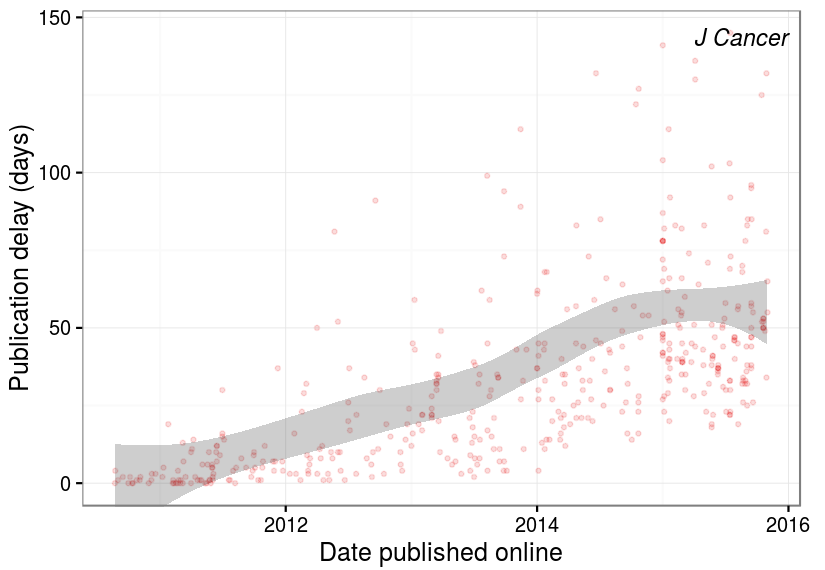 150
J Cancer
100
Publication delay (days)
50
0
2012
2014
2016
Date published online